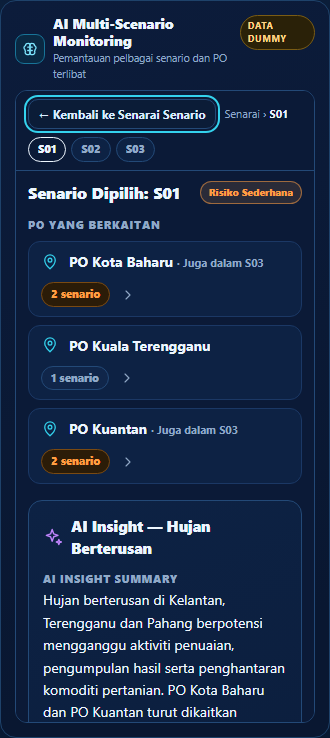 AI Multi-Scenario
Monitoring
Pemantauan pelbagai senario dan PO
terlibat
DATA
DUMMY
← Kembali ke Senarai Senario
Senarai › S01
S01
S02
S03
Senario Dipilih: S01
Risiko Sederhana
PO YANG BERKAITAN
PO Kota Baharu · Juga dalam S03
2 senario
PO Kuala Terengganu
1 senario
PO Kuantan · Juga dalam S03
2 senario
AI Insight — Hujan
Berterusan
AI INSIGHT SUMMARY
Hujan berterusan di Kelantan,
Terengganu dan Pahang berpotensi
mengganggu aktiviti penuaian,
pengumpulan hasil serta penghantaran
komoditi pertanian. PO Kota Baharu
dan PO Kuantan turut dikaitkan